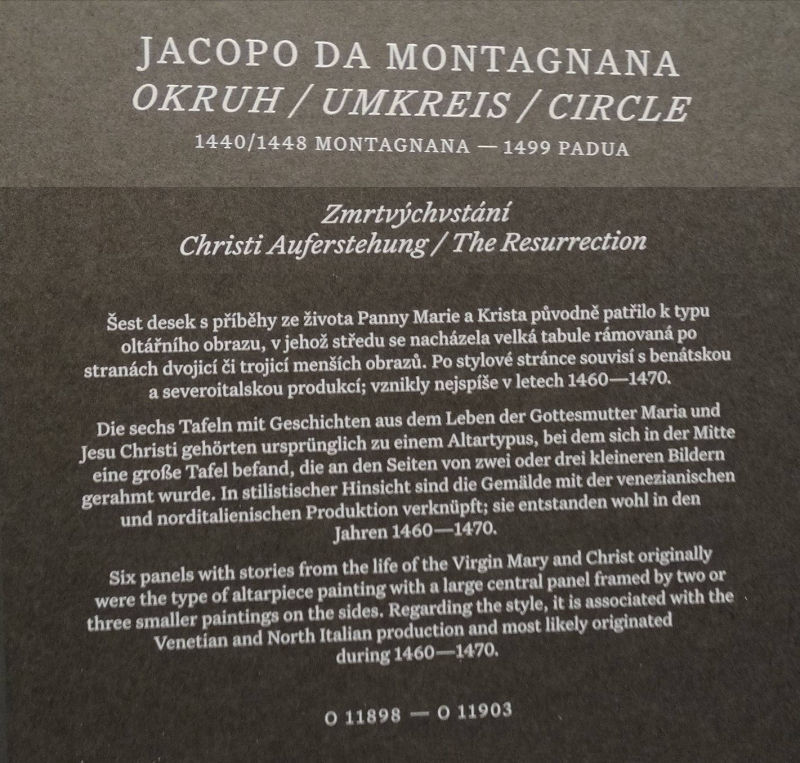 JACOPO DA MONTAGNANA
OKRUH / UMKREIS / CIRCLE
1440/1448 MONTAGNANA — 1499 PADUA
Zmrtvýchvstání
Christi Auferstehung / The Resurrection
Šest desek s příběhy ze života Panny Marie a Krista původně patřilo k typu
oltářního obrazu, v jehož středu se nacházela velká tabule rámovaná po
stranách dvojicí či trojicí menších obrazů. Po stylové stránce souvisí s benátskou
a severoitalskou produkcí; vznikly nejspíše v letech 1460—1470.
Die sechs Tafeln mit Geschichten aus dem Leben der Gottesmutter Maria und
Jesu Christi gehörten ursprünglich zu einem Altartypus, bei dem sich in der Mitte
eine große Tafel befand, die an den Seiten von zwei oder drei kleineren Bildern
gerahmt wurde. In stilistischer Hinsicht sind die Gemälde mit der venezianischen
und norditalienischen Produktion verknüpft; sie entstanden wohl in den
Jahren 1460—1470.
Six panels with stories from the life of the Virgin Mary and Christ originally
were the type of altarpiece painting with a large central panel framed by two or
three smaller paintings on the sides. Regarding the style, it is associated with the
Venetian and North Italian production and most likely originated
during 1460—1470.
O 11898 — O 11903